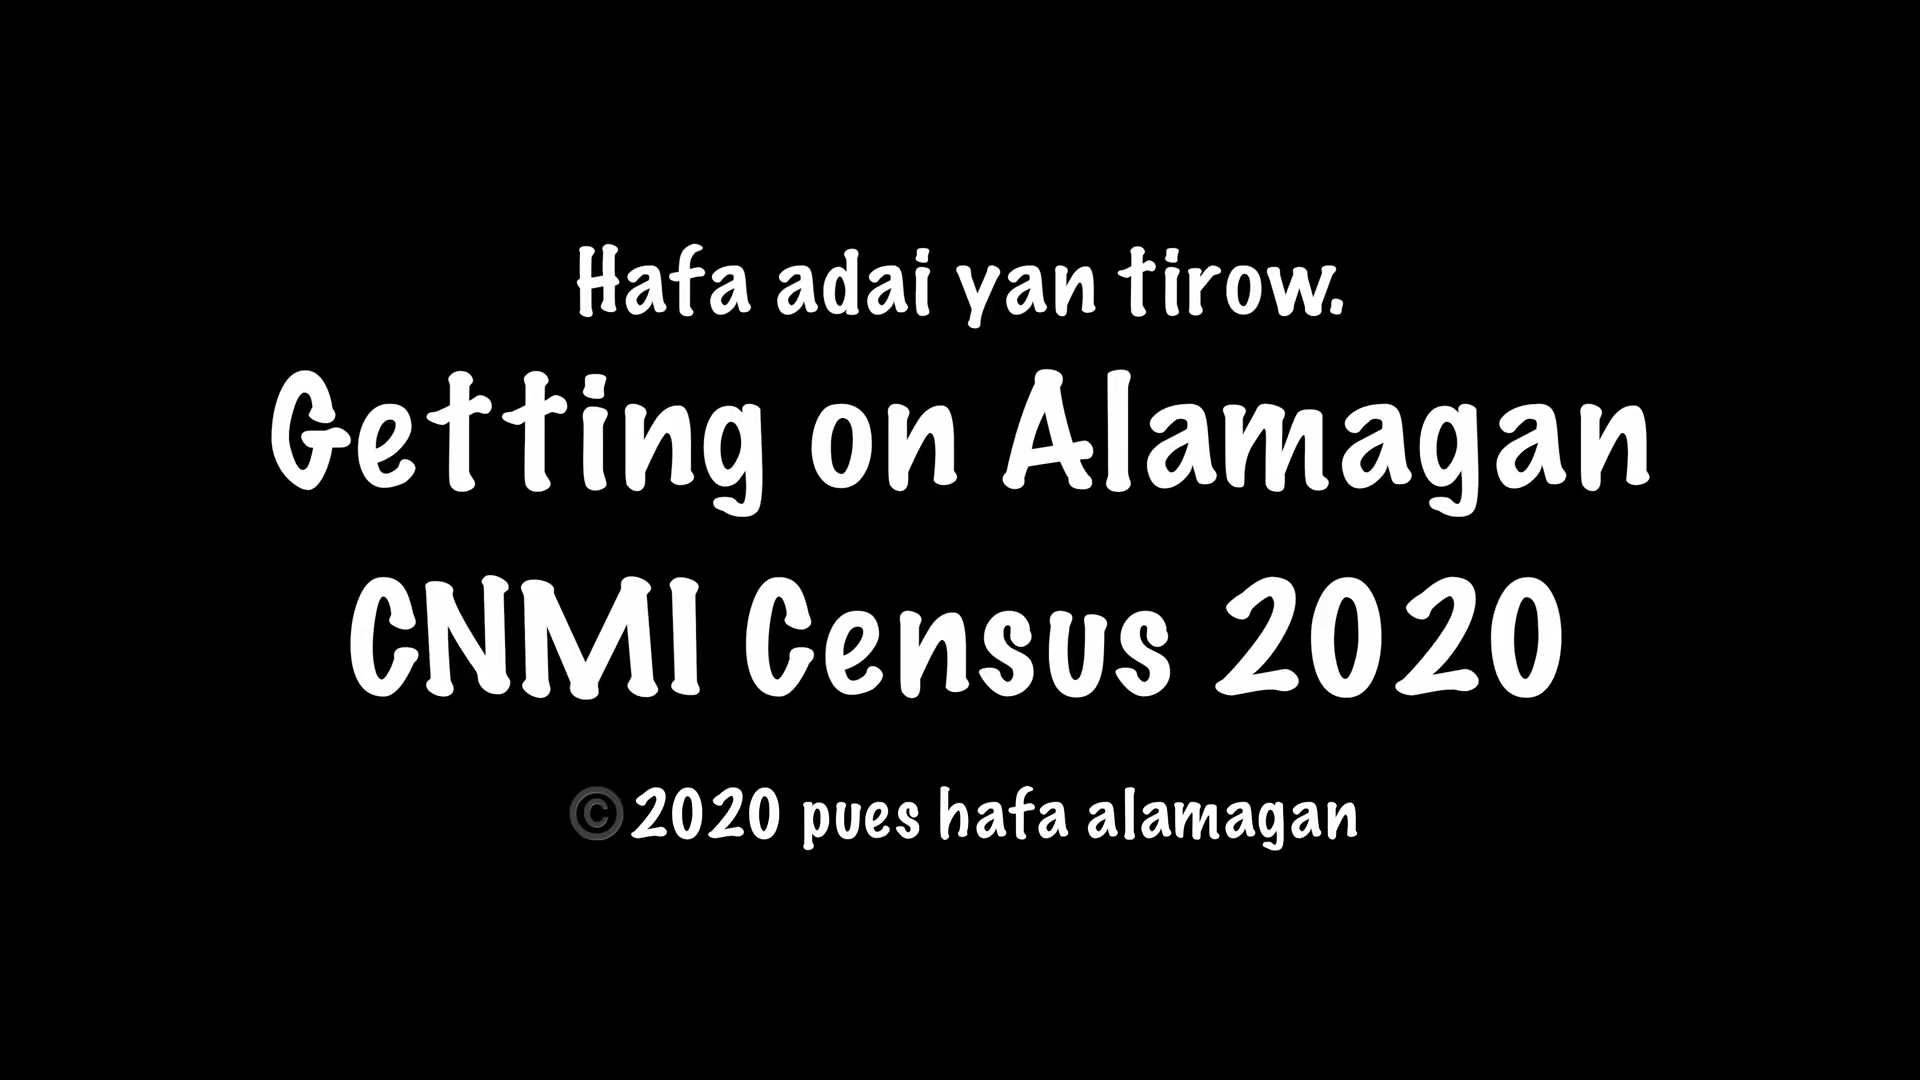 Hafa adai yan tirow.
Getting on Alamagan
CNMI Census 2020
©2020 pues hafa alamagan